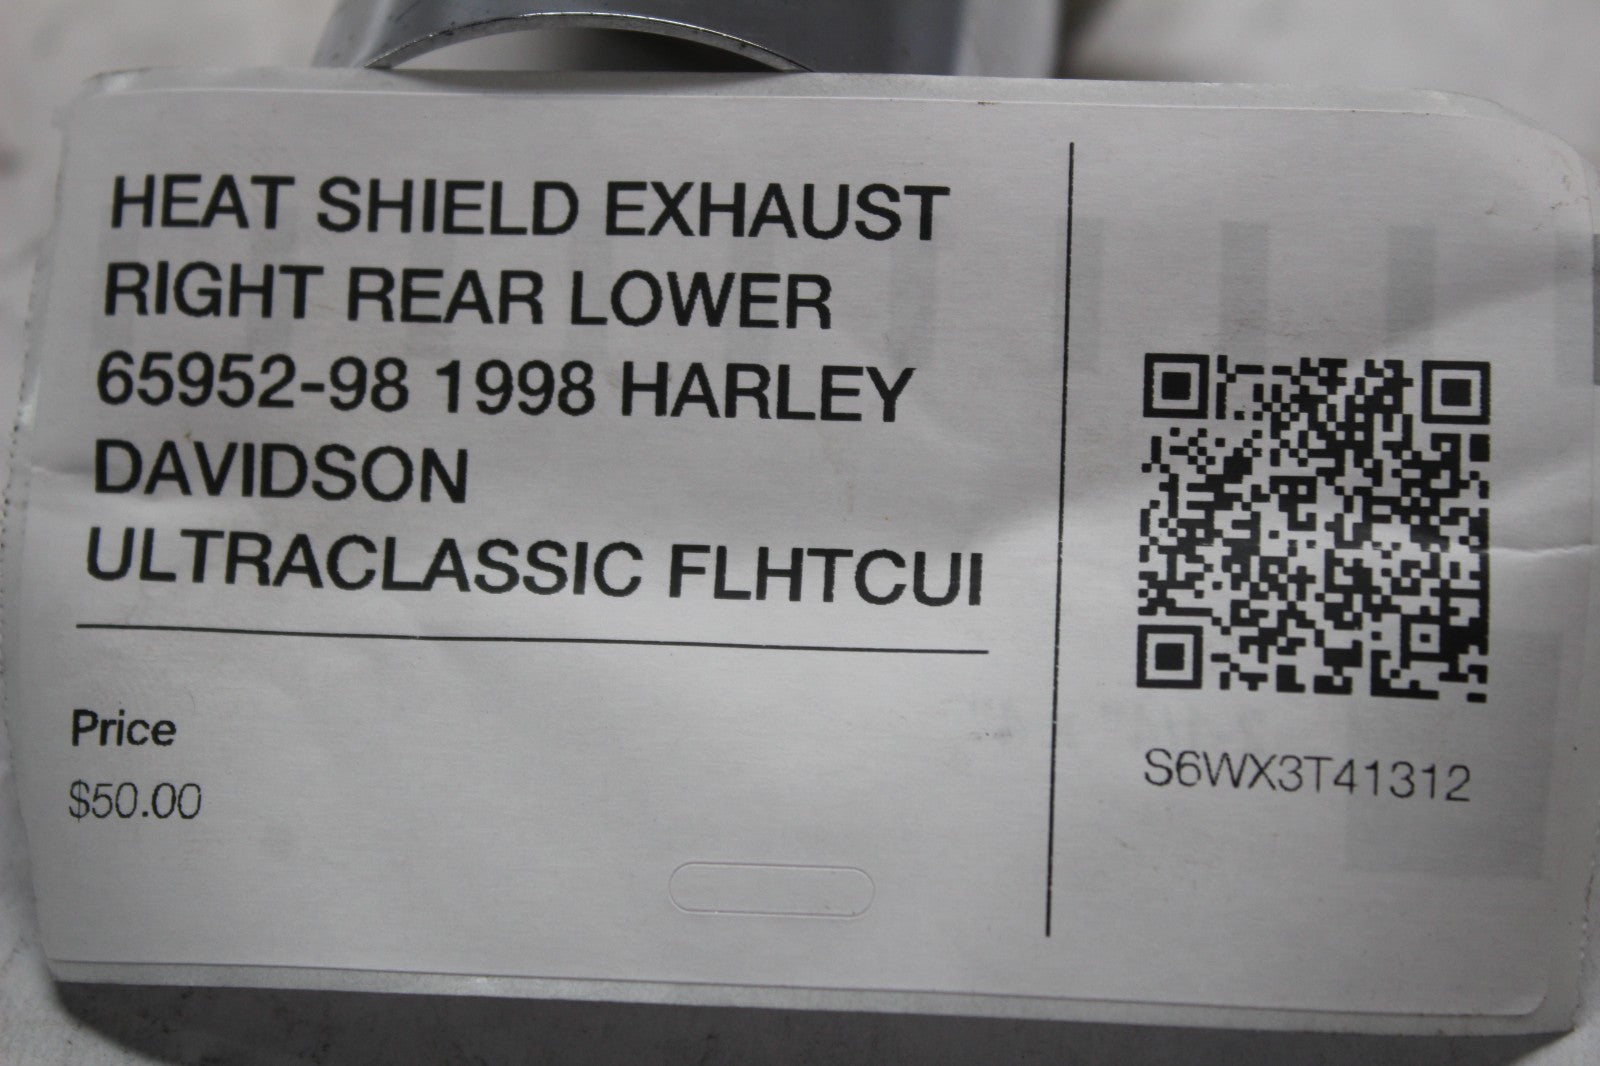 HEAT SHIELD EXHAUST
RIGHT REAR LOWER
65952-98 1998 HARLEY
DAVIDSON
ULTRACLASSIC FLHTCUI
Price
$50.00
S6WX3T41312